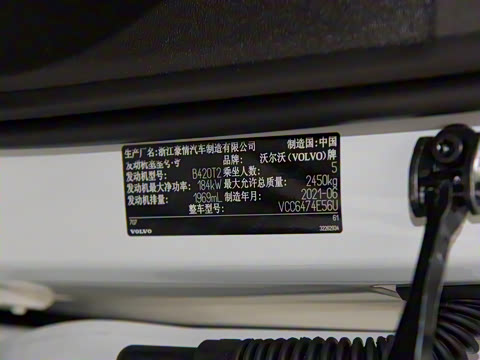 生产厂名: 浙江豪情汽车制造有限公司 制造国: 中国
品牌: 沃尔沃（VOLVO）牌
发动机型号: B420T2 乘坐人数: 5
发动机最大净功率: 184kW 最大允许总质量: 2450kg
发动机排量: 1969mL 制造年月: 2021-06
整车型号: VCC6474E56U
707 61
VOLVO 32262924